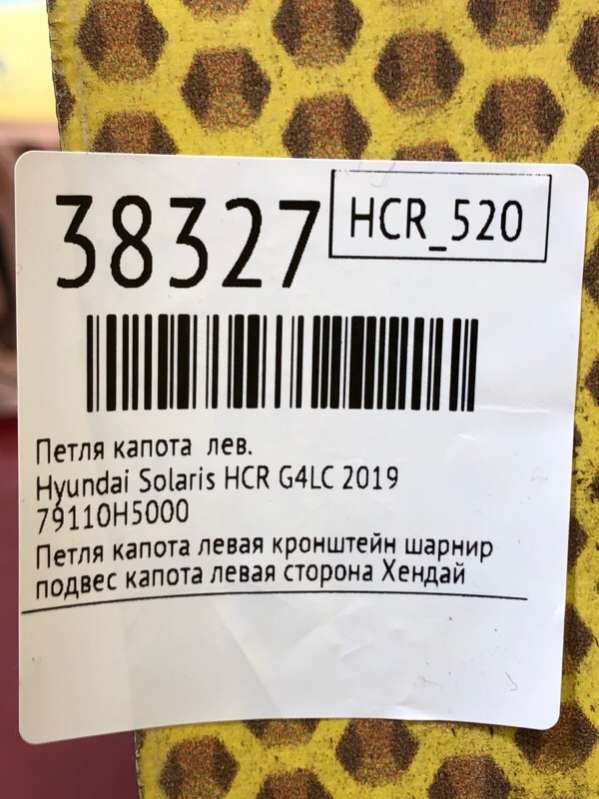 38327
HCR_520
Петля капота лев.
Hyundai Solaris HCR G4LC 2019
79110H5000
Петля капота левая кронштейн шарнир
подвес капота левая сторона Хендай